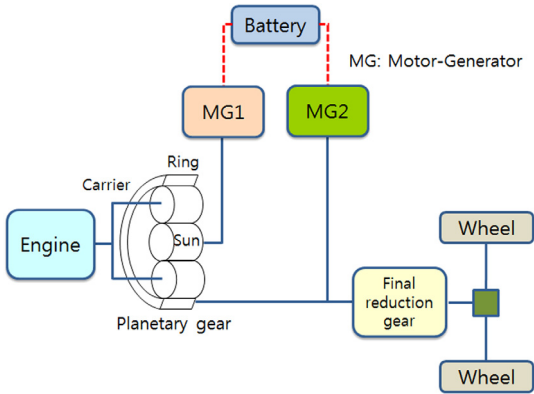 Battery
MG: Motor-Generator
MG1
MG2
Ring
Carrier
Engine
Sun
Wheel
Final
reduction
gear
Planetary gear
Wheel